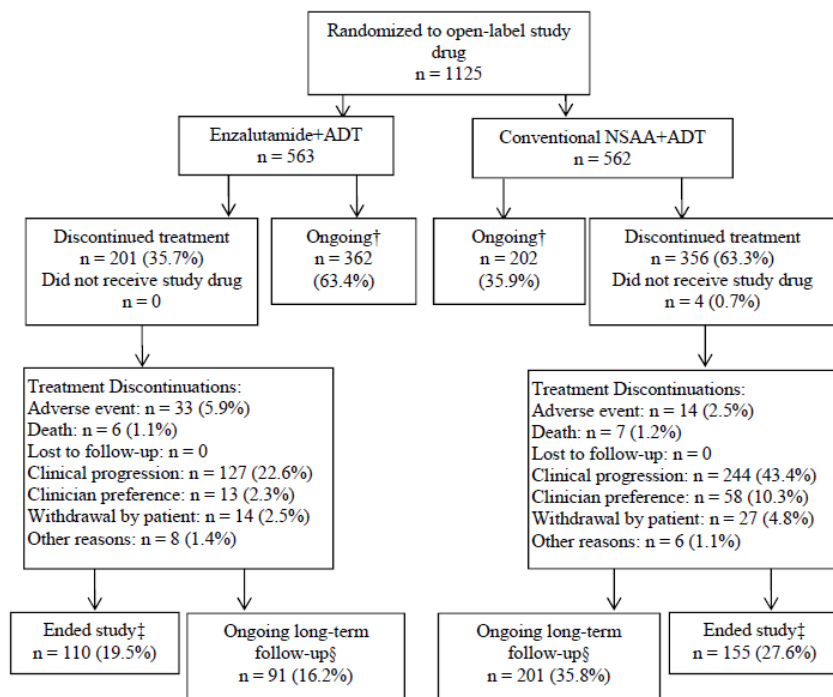 Randomized to open-label study
drug
n = 1125
Enzalutamide+ADT
n = 563
Conventional NSAA+ADT
n = 562
Discontinued treatment
n = 201 (35.7%)
Did not receive study drug
n = 0
Ongoing†
n = 362
(63.4%)
Ongoing†
n = 202
(35.9%)
Discontinued treatment
n = 356 (63.3%)
Did not receive study drug
n = 4 (0.7%)
Treatment Discontinuations:
Adverse event: n = 33 (5.9%)
Death: n = 6 (1.1%)
Lost to follow-up: n = 0
Clinical progression: n = 127 (22.6%)
Clinician preference: n = 13 (2.3%)
Withdrawal by patient: n = 14 (2.5%)
Other reasons: n = 8 (1.4%)
Treatment Discontinuations:
Adverse event: n = 14 (2.5%)
Death: n = 7 (1.2%)
Lost to follow-up: n = 0
Clinical progression: n = 244 (43.4%)
Clinician preference: n = 58 (10.3%)
Withdrawal by patient: n = 27 (4.8%)
Other reasons: n = 6 (1.1%)
Ended study‡
n = 110 (19.5%)
Ongoing long-term
follow-up§
n = 91 (16.2%)
Ongoing long-term
follow-up§
n = 201 (35.8%)
Ended study‡
n = 155 (27.6%)